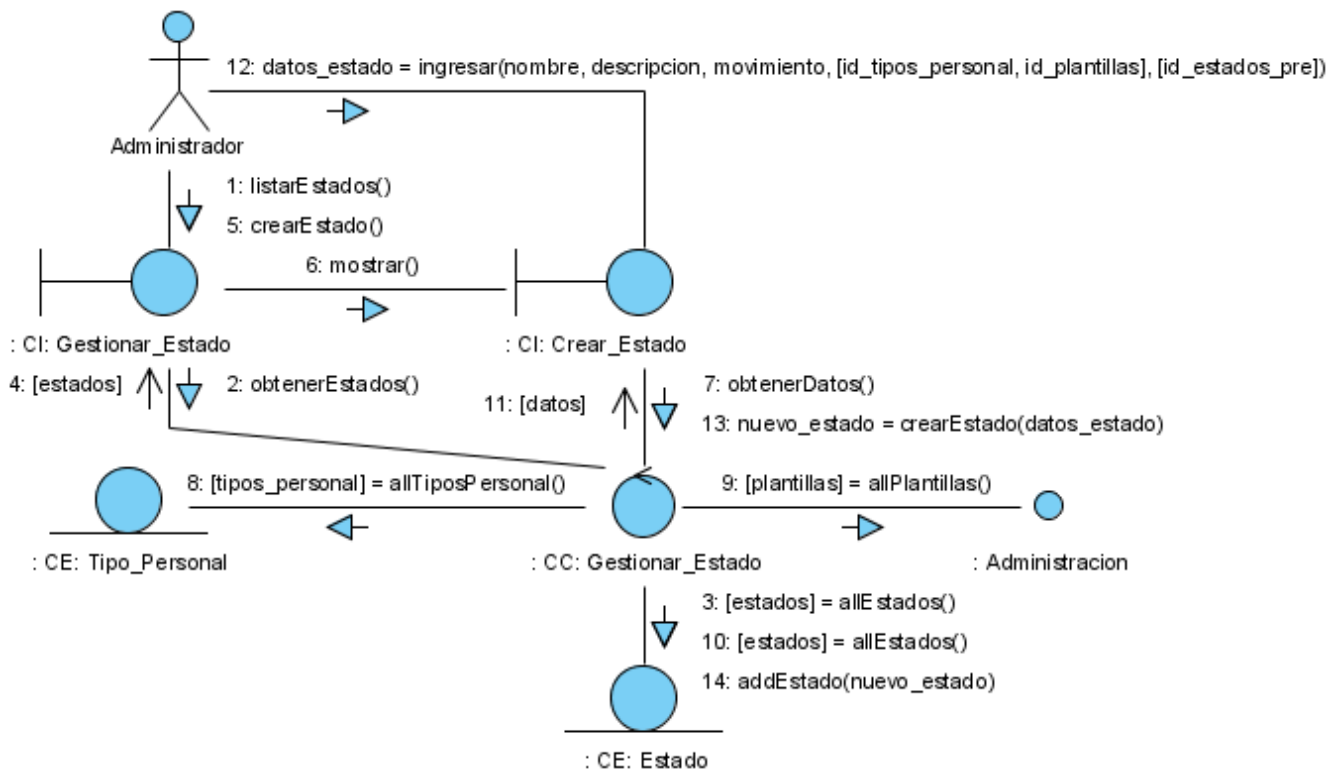 12: datos_estado = ingresar(nombre, descripcion, movimiento, [id_tipos_personal, id_plantillas], [id_estados_pre])
Administrador
1: listarEstados()
5: crearEstado()
6: mostrar()
: CI: Gestionar_Estado
: CI: Crear_Estado
4: [estados]
2: obtenerEstados()
11: [datos]
7: obtenerDatos()
13: nuevo_estado = crearEstado(datos_estado)
8: [tipos_personal] = allTiposPersonal()
9: [plantillas] = allPlantillas()
: CE: Tipo_Personal
: CC: Gestionar_Estado
: Administracion
3: [estados] = allEstados()
10: [estados] = allEstados()
14: addEstado(nuevo_estado)
: CE: Estado